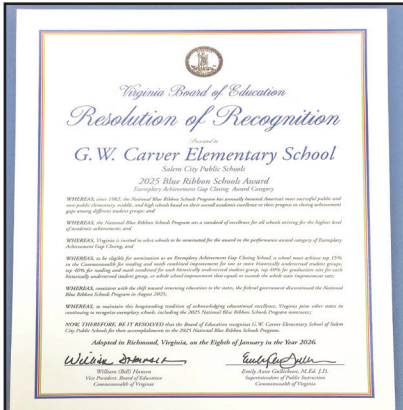 Virginia Board of Education
Resolution of Recognition
Presented to
G.W. Carver Elementary School
Salem City Public Schools
2025 Blue Ribbon Schools Award
Exemplary Achievement Gap Closing Award Category
WHEREAS, since 1982, the National Blue Ribbon Schools Program has annually honored America's most successful public and
non-public elementary, middle, and high schools based on their overall academic excellence or their progress in closing achievement
gaps among different student groups; and
WHEREAS, the National Blue Ribbon Schools Program sets a standard of excellence for all schools striving for the highest level
of academic achievement, and
WHEREAS, Virginia is invited to select schools to be nominated for the award in the performance award category of Exemplary
Achievement Gap Closing, and
WHEREAS, to be eligible for nomination as an Exemplary Achievement Gap Closing School, a school must achieve top 15%
in the Commonwealth for reading and math combined improvement for one or more historically underserved student groups,
top 40% for reading and math combined for each historically underserved student group, top 40% for graduation rate for each
historically underserved student group, or whole school improvement that equals or exceeds the whole state improvement rate;
WHEREAS, consistent with the shift toward returning education to the states, the federal government discontinued the National
Blue Ribbon Schools Program in August 2025;
WHEREAS, to maintain this longstanding tradition of acknowledging educational excellence, Virginia joins other states in
continuing to recognize exemplary schools, including the 2025 National Blue Ribbon Schools Program nominees;
NOW, THEREFORE, BE IT RESOLVED that the Board of Education recognizes G.W. Carver Elementary School of Salem
City Public Schools for their accomplishments in the 2025 National Blue Ribbon Schools Program.
Adopted in Richmond, Virginia, on the Eighth of January in the Year 2026.
William (Bill) Hansen
Vice President, Board of Education
Commonwealth of Virginia
Emily Anne Gullickson, M.Ed. J.D.
Superintendent of Public Instruction
Commonwealth of Virginia